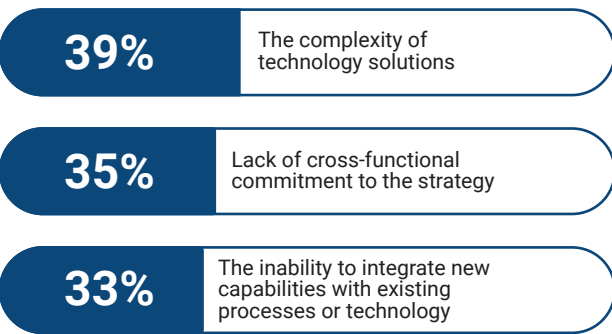 39%
The complexity of
technology solutions
35%
Lack of cross-functional
commitment to the strategy
33%
The inability to integrate new
capabilities with existing
processes or technology